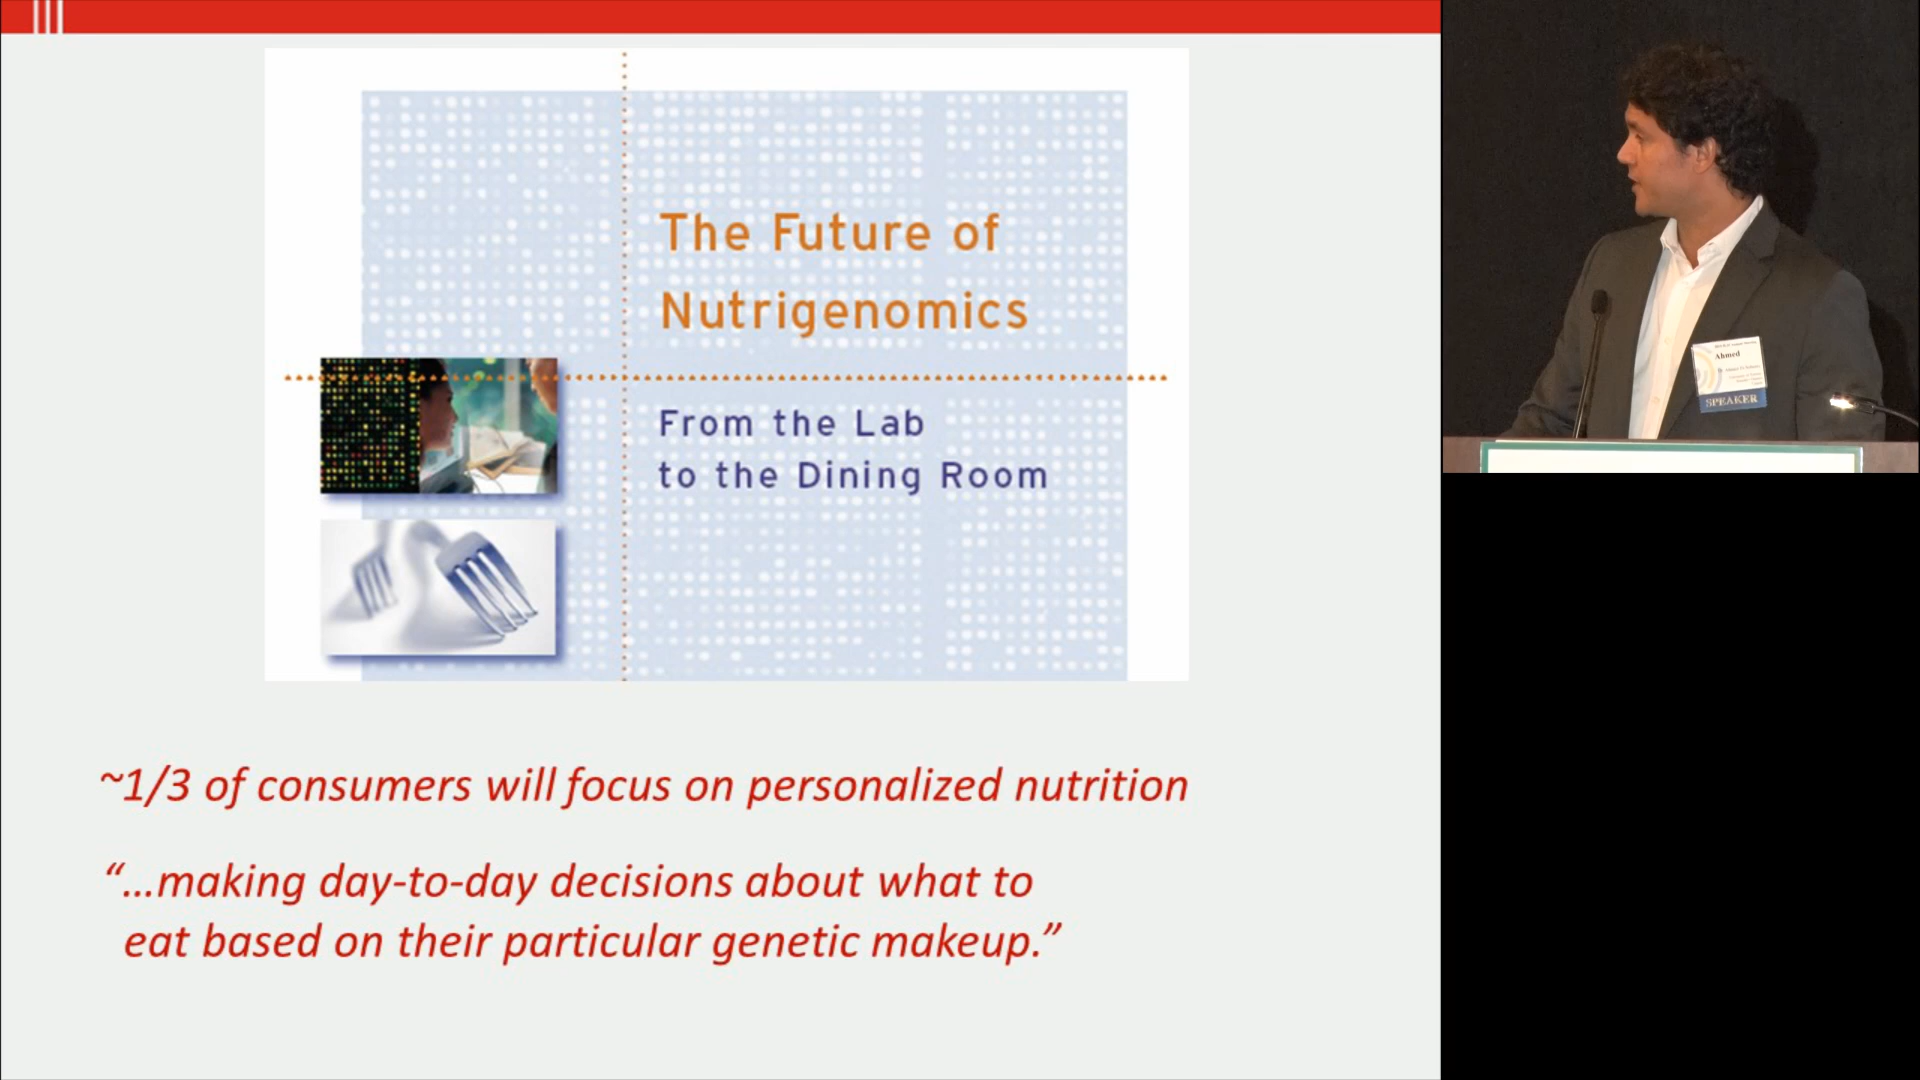 The Future of
Nutrigenomics
From the Lab
to the Dining Room
~1/3 of consumers will focus on personalized nutrition
“...making day-to-day decisions about what to
eat based on their particular genetic makeup.”
Ahmed
SPEAKER